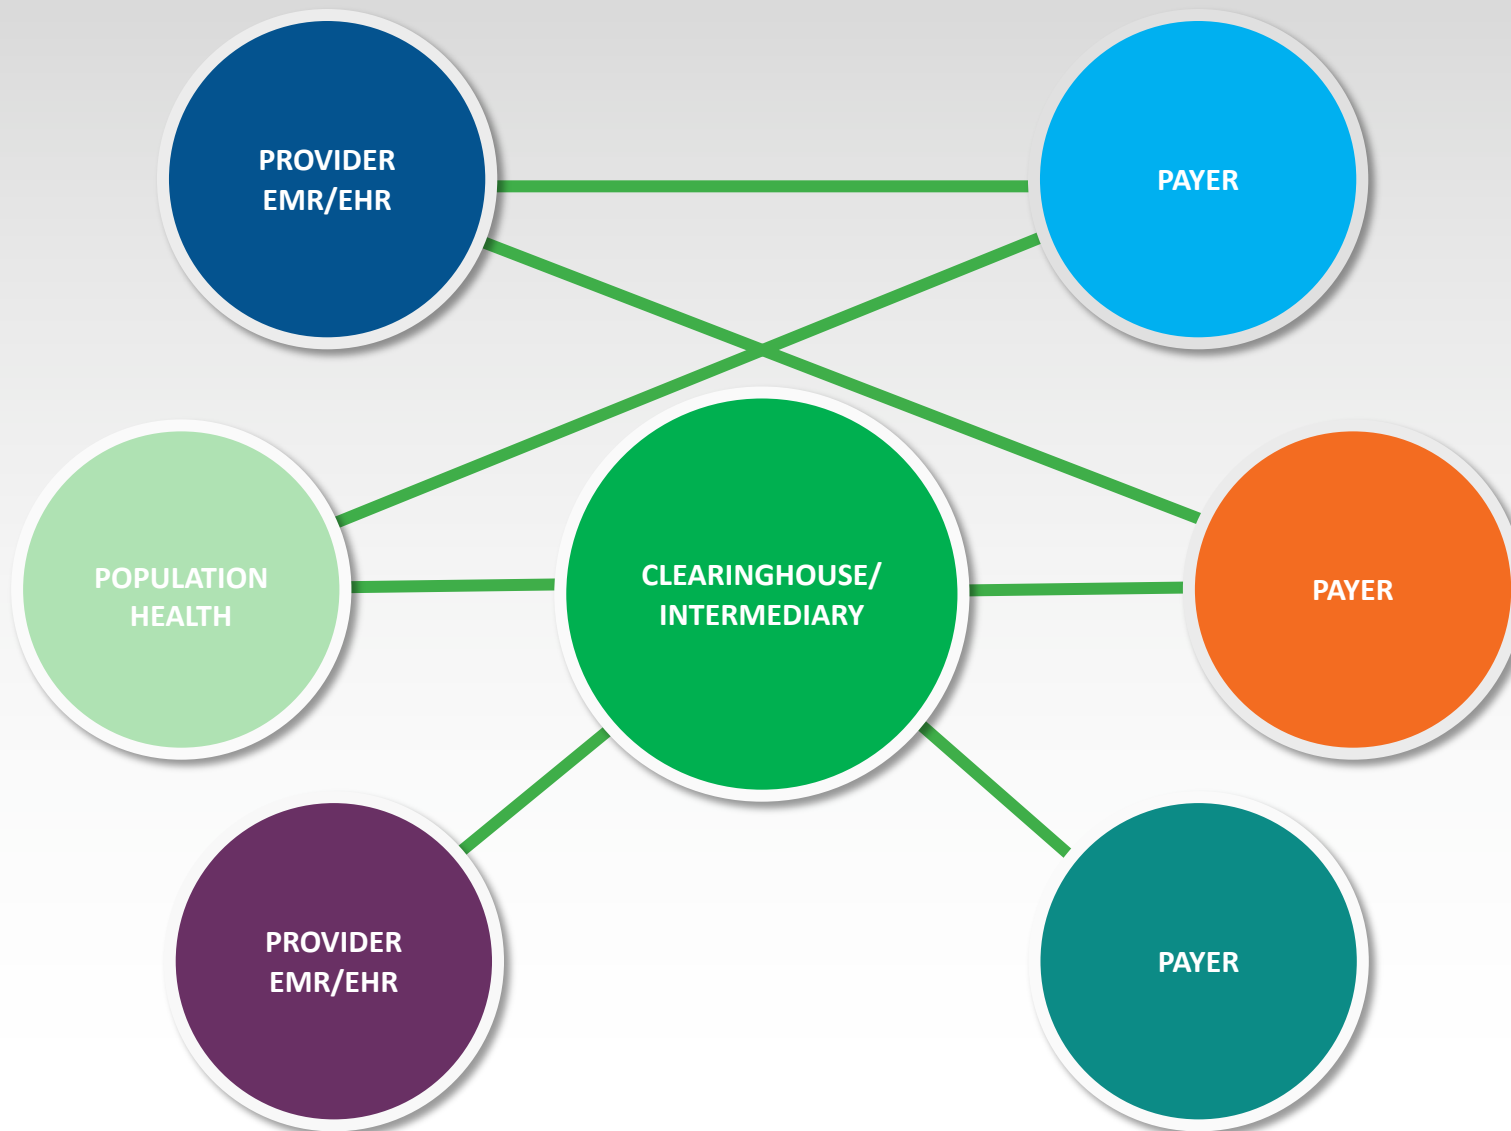 PROVIDER
EMR/EHR
PAYER
POPULATION
HEALTH
CLEARINGHOUSE/
INTERMEDIARY
PAYER
PROVIDER
EMR/EHR
PAYER